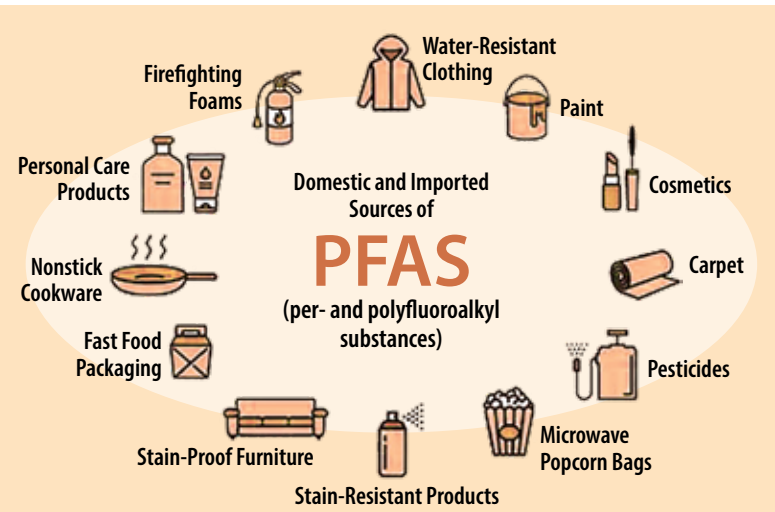 Water-Resistant
Clothing
Firefighting
Foams
Paint
Personal Care
Products
Domestic and Imported
Sources of
PFAS
(per- and polyfluoroalkyl
substances)
Cosmetics
Nonstick
Cookware
Carpet
Fast Food
Packaging
Pesticides
Stain-Proof Furniture
Microwave
Popcorn Bags
Stain-Resistant Products